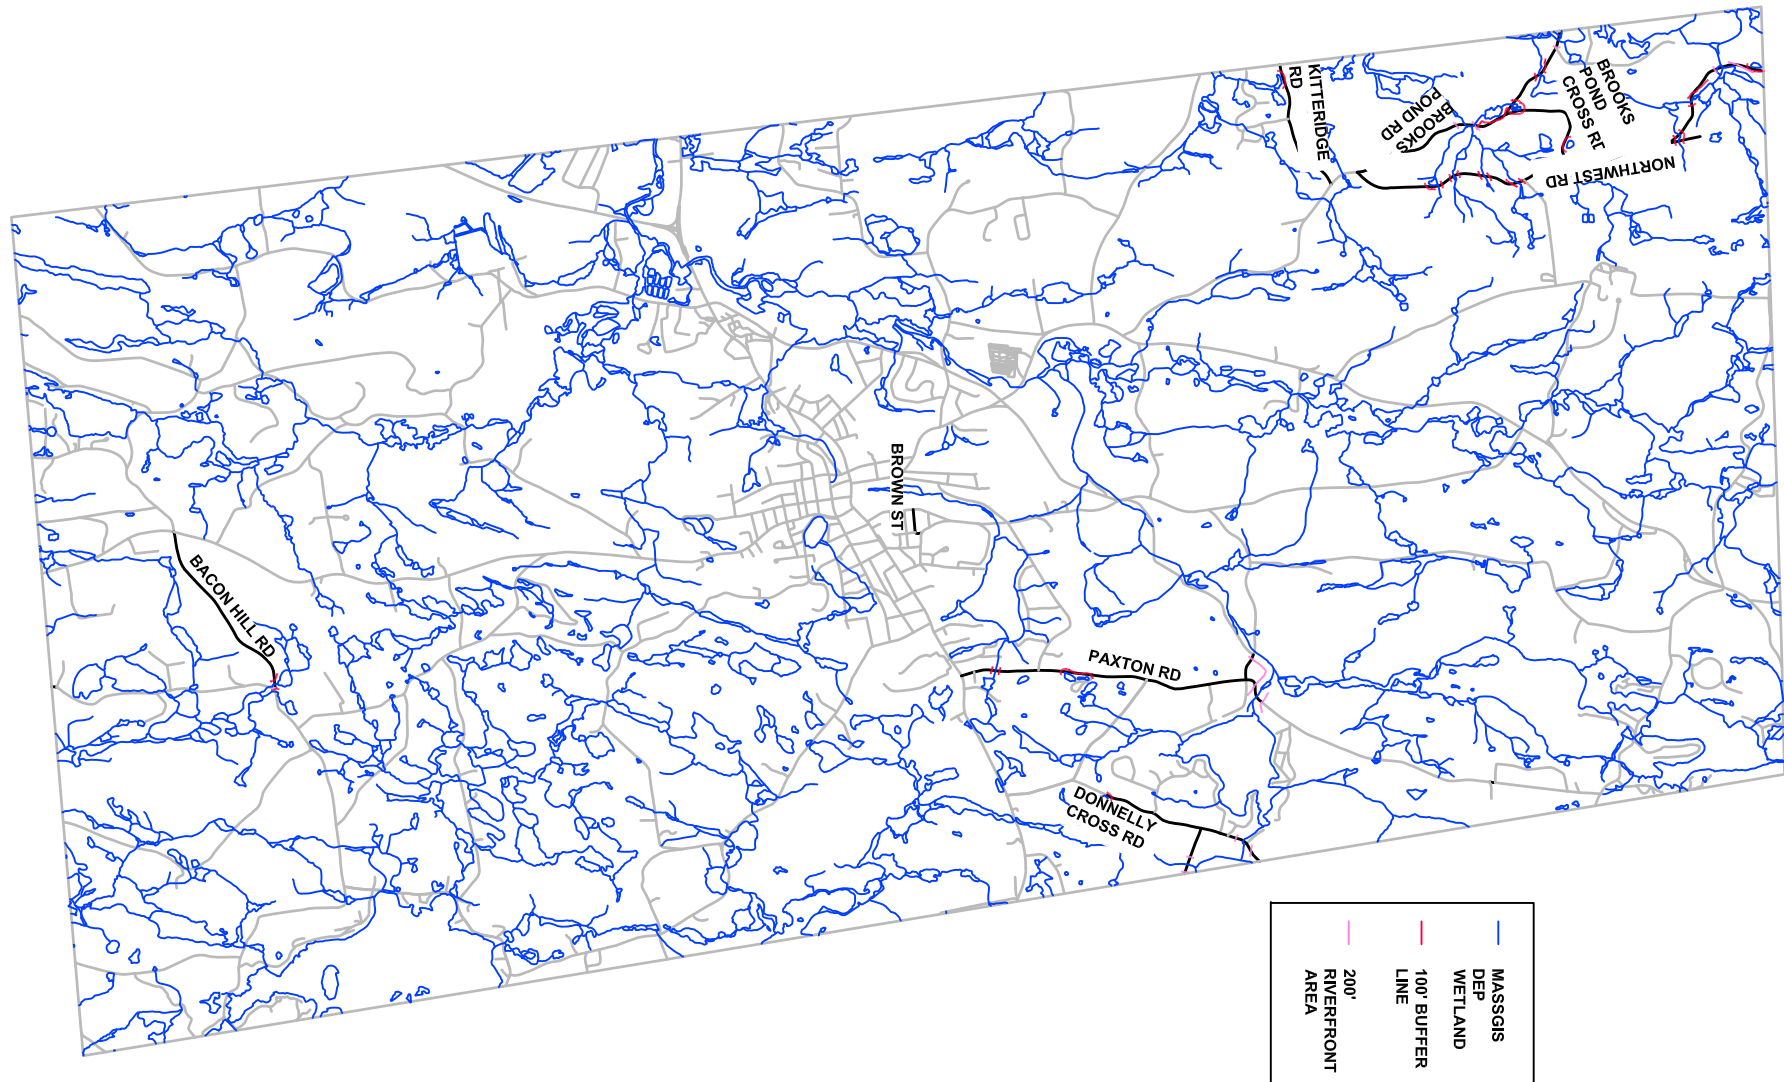 KITTERIDGE
RD
BROOKS
POND RD
BROOKS
POND
CROSS RD
NORTHWEST RD
BROWN ST
BACON HILL RD
PAXTON RD
DONNELLY
CROSS RD
MASSGIS
DEP
WETLAND
100' BUFFER
LINE
200'
RIVERFRONT
AREA